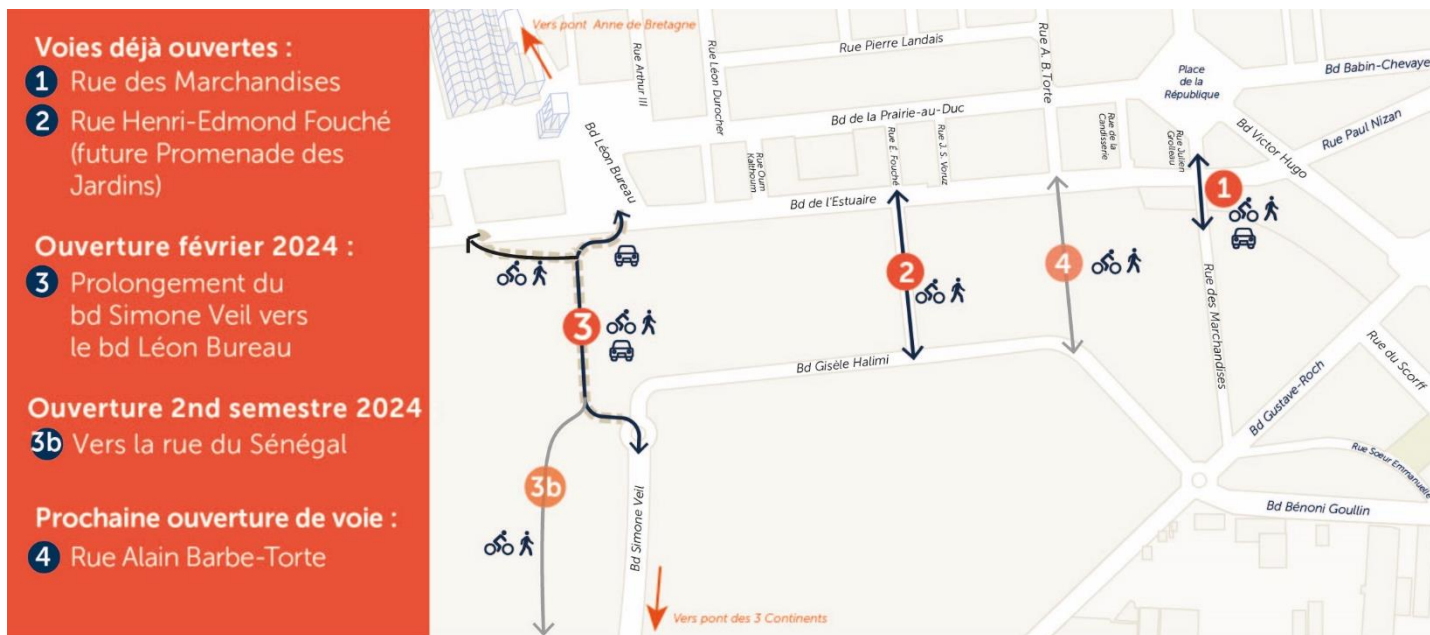 Voies déjà ouvertes :
1 Rue des Marchandises
2 Rue Henri-Edmond Fouché
(future Promenade des
Jardins)
Ouverture février 2024 :
3 Prolongement du
bd Simone Veil vers
le bd Léon Bureau
Ouverture 2nd semestre 2024
3b Vers la rue du Sénégal
Prochaine ouverture de voie :
4 Rue Alain Barbe-Torte
Vers pont Anne de Bretagne
Rue Arthur III
Rue Léon Durocher
Rue Pierre Landais
Rue A. B.Torte
Place
de la
République
Bd Babin-Chevaye
Bd de la Prairie-au-Duc
Bd Léon Bureau
Rue Oum
Kalthoum
Rue E. Fouché
Rue J. S. Voruz
Rue de la
Candisserie
Rue Julien
Grolleau
Bd Victor Hugo
Rue Paul Nizan
Bd de l'Estuaire
1
2
4
3
Bd Gisèle Halimi
Rue des Marchandises
Rue du Scorff
Bd Gustave-Roch
Rue Soeur Emmanuelle
3b
Bd Simone Veil
Bd Bénoni Goullin
Vers pont des 3 Continents